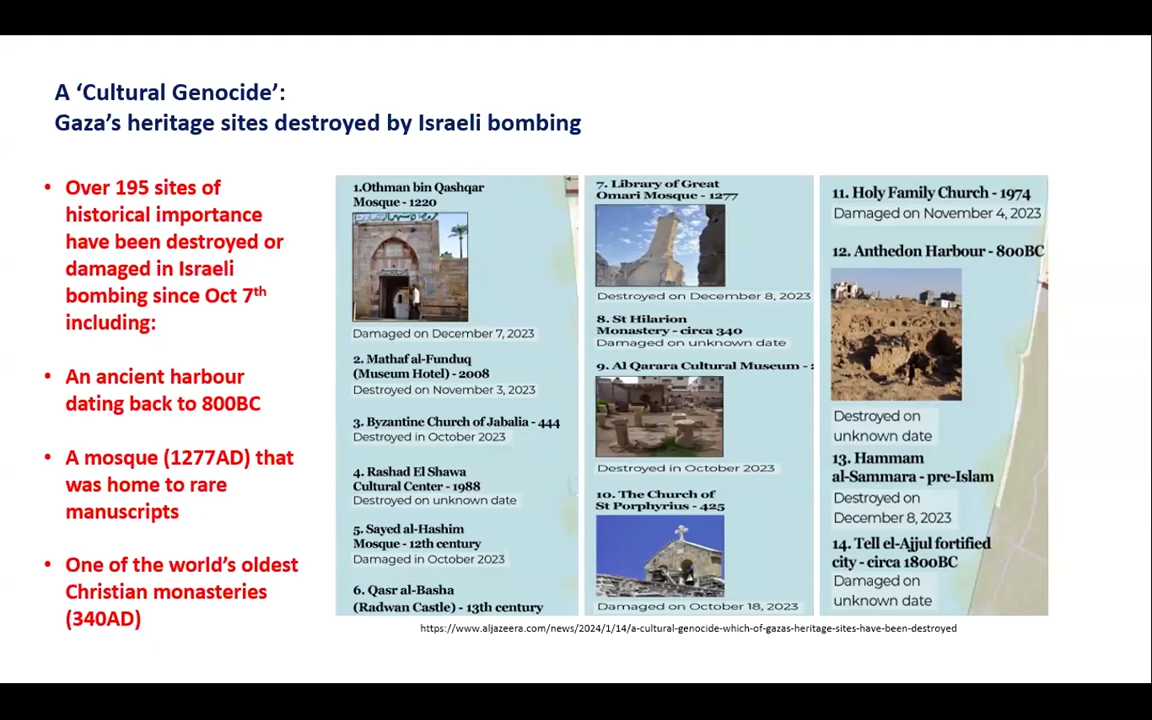 A ‘Cultural Genocide’:
Gaza’s heritage sites destroyed by Israeli bombing
• Over 195 sites of
historical importance
have been destroyed or
damaged in Israeli
bombing since Oct 7th
including:
• An ancient harbour
dating back to 800BC
• A mosque (1277AD) that
was home to rare
manuscripts
• One of the world’s oldest
Christian monasteries
(340AD)
1.Othman bin Qashqar
Mosque - 1220
Damaged on December 7, 2023
2. Mathaf al-Funduq
(Museum Hotel) - 2008
Destroyed on November 3, 2023
3. Byzantine Church of Jabalia - 444
Destroyed in October 2023
4. Rashad El Shawa
Cultural Center - 1988
Destroyed on unknown date
5. Sayed al-Hashim
Mosque - 12th century
Damaged in October 2023
6. Qasr al-Basha
(Radwan Castle) - 13th century
7. Library of Great
Omari Mosque - 1277
Destroyed on December 8, 2023
8. St Hilarion
Monastery - circa 340
Damaged on unknown date
9. Al Qarara Cultural Museum -
Destroyed in October 2023
10. The Church of
St Porphyrius - 425
Damaged on October 18, 2023
11. Holy Family Church - 1974
Damaged on November 4, 2023
12. Anthedon Harbour - 800BC
Destroyed on
unknown date
13. Hammam
al-Sammara - pre-Islam
Destroyed on
December 8, 2023
14. Tell el-Ajjul fortified
city - circa 1800BC
Damaged on
unknown date
https://www.aljazeera.com/news/2024/1/14/a-cultural-genocide-which-of-gazas-heritage-sites-have-been-destroyed